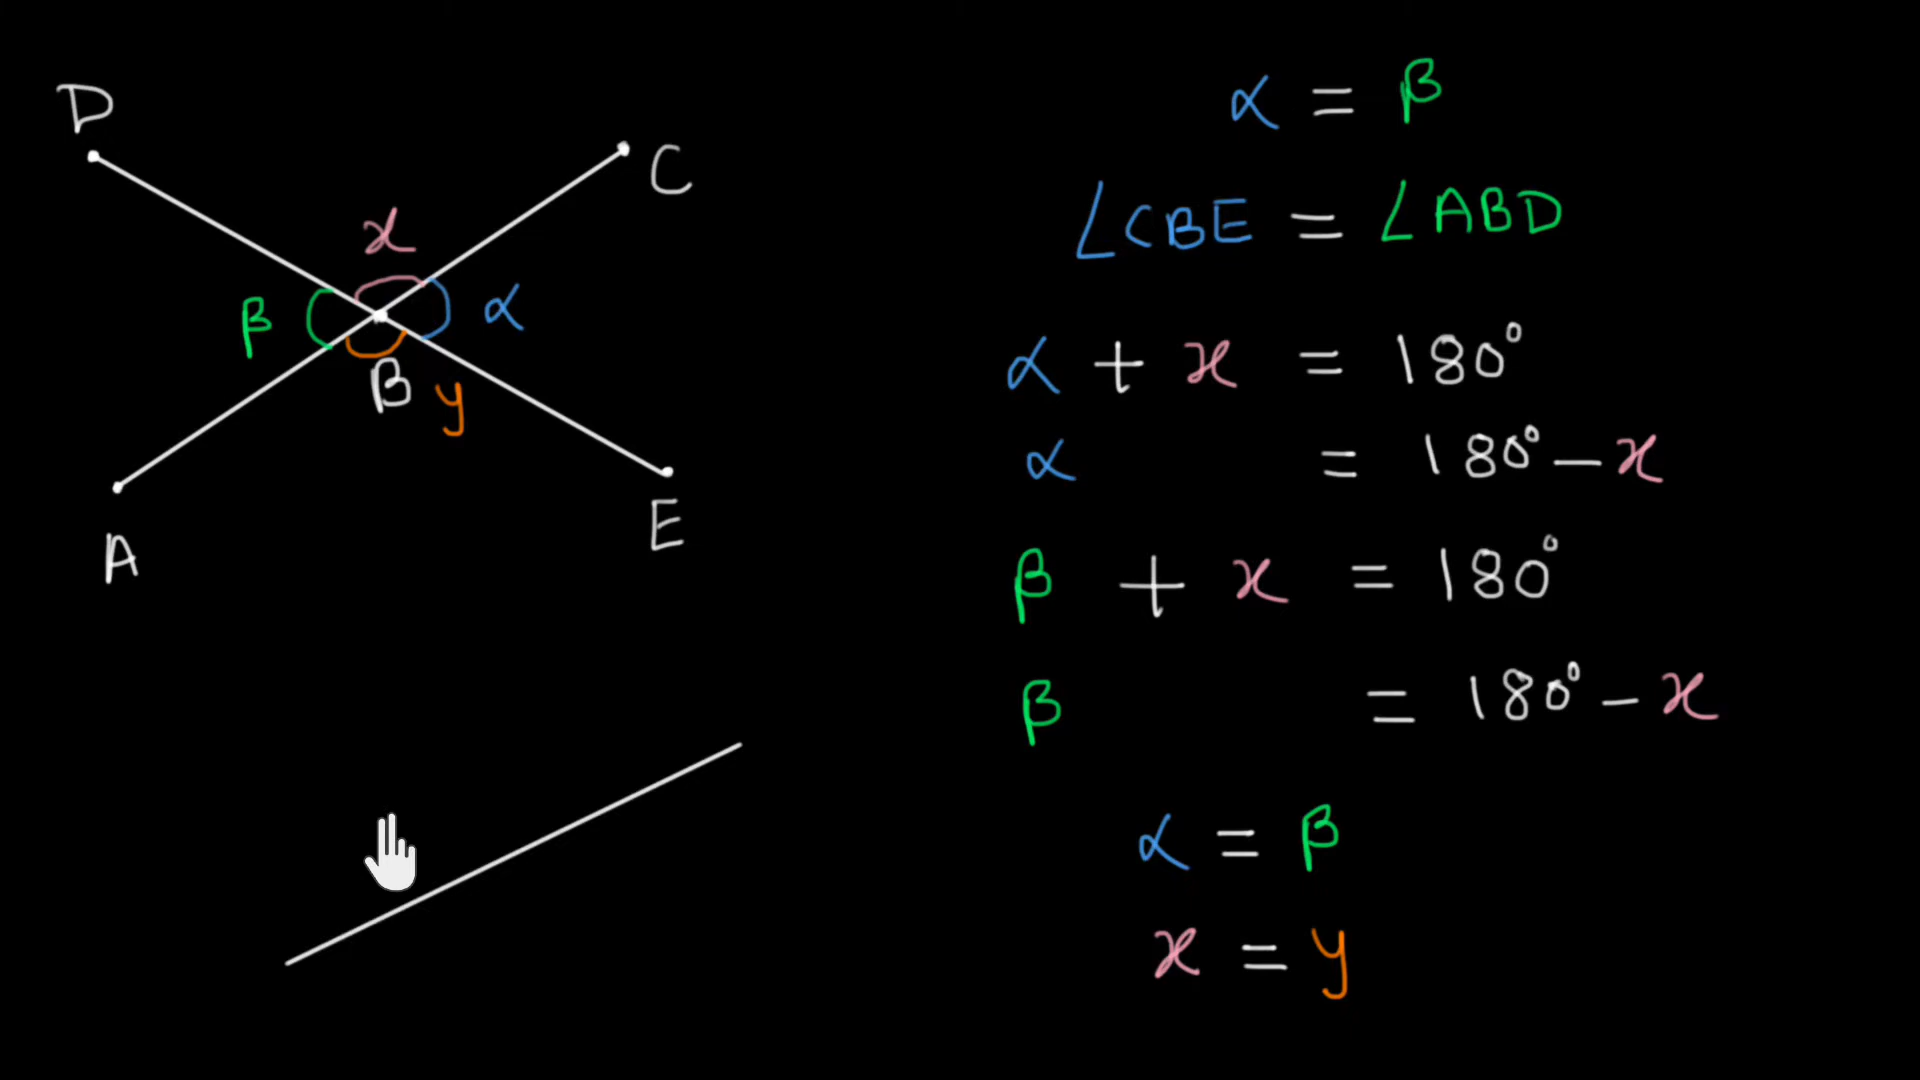 D
C
x
β
α
B
y
A
E
α = β
∠CBE = ∠ABD
α + x = 180°
α = 180° - x
β + x = 180°
β = 180° - x
α = β
x = y